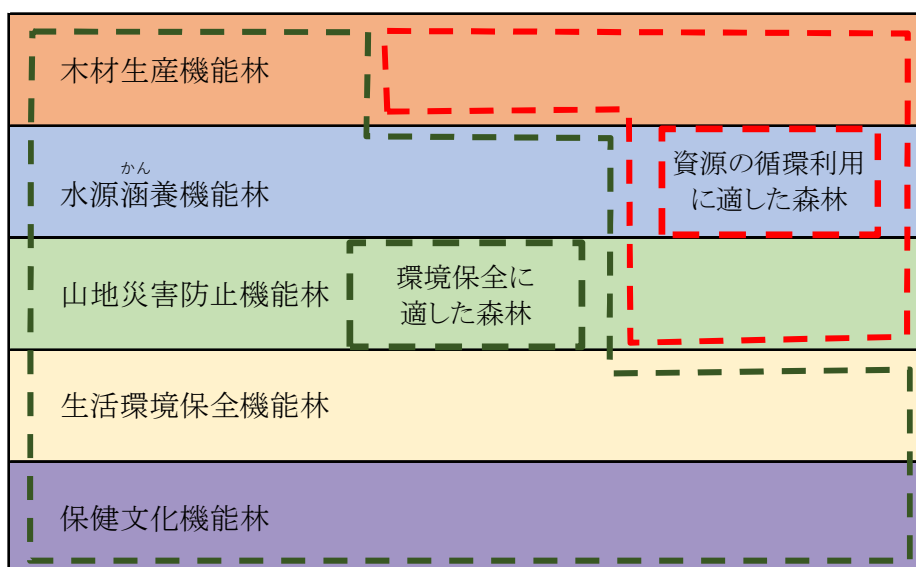 木材生産機能林
かん
水源涵養機能林
資源の循環利用
に適した森林
山地災害防止機能林
環境保全に
適した森林
生活環境保全機能林
保健文化機能林